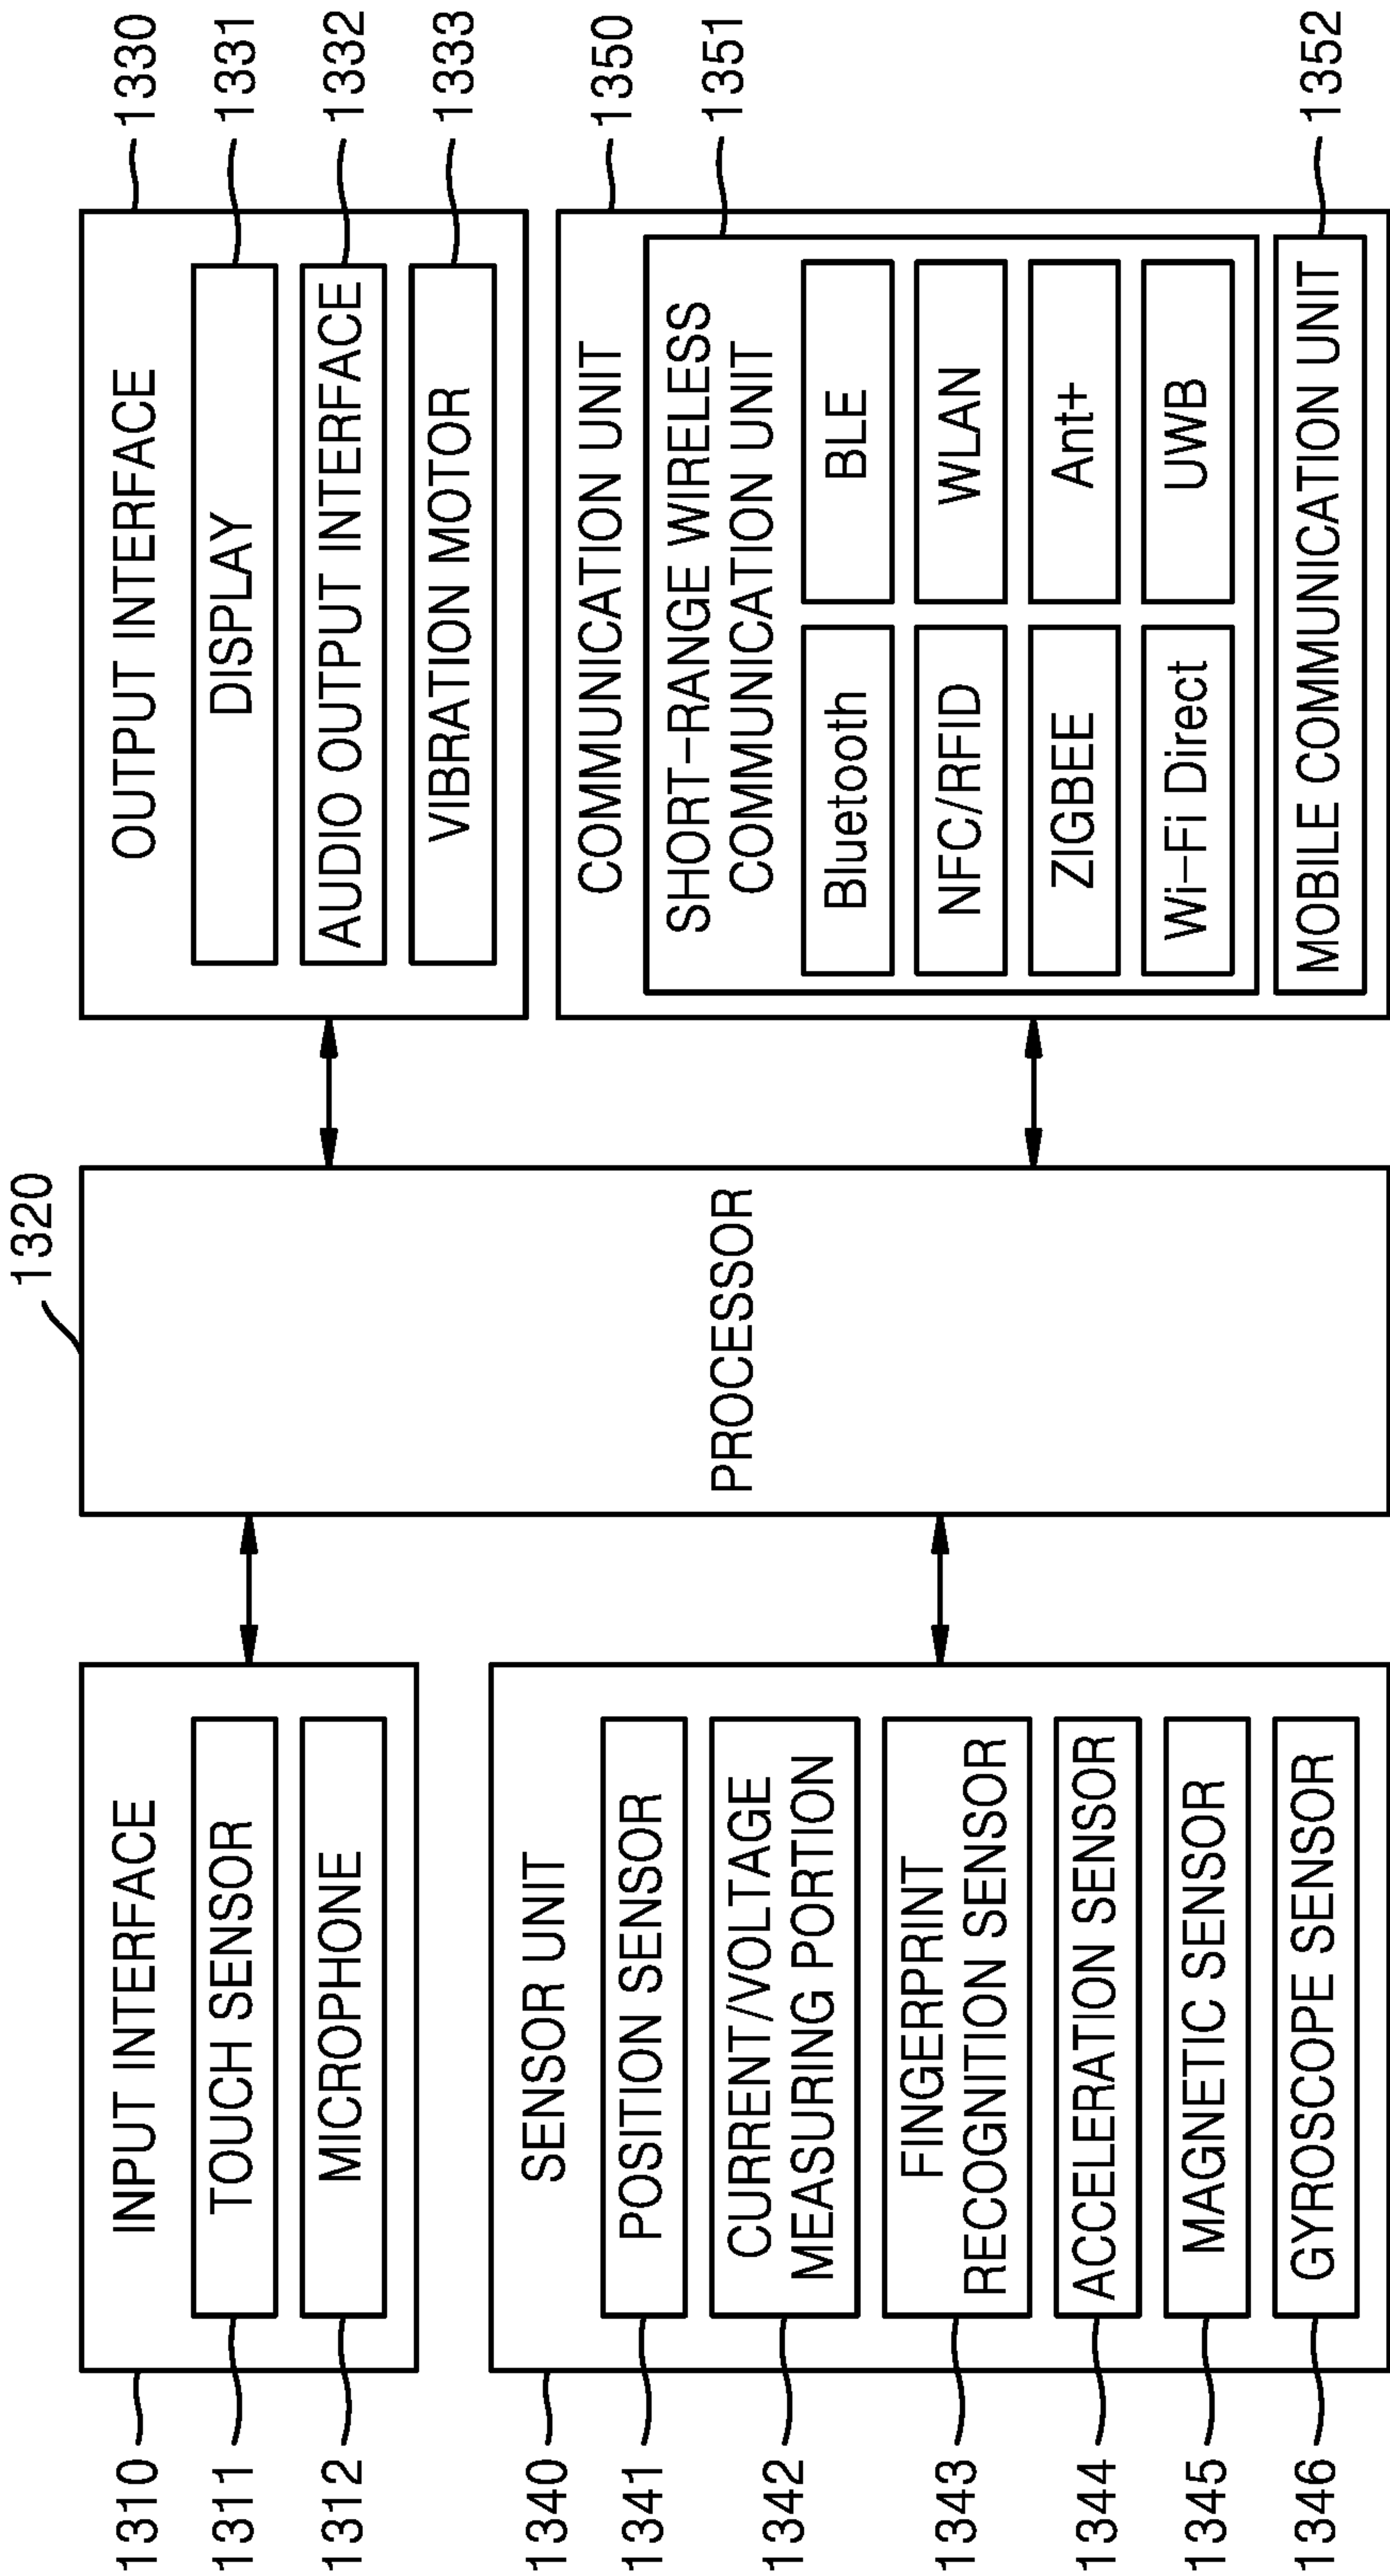 1310
INPUT INTERFACE
1311
TOUCH SENSOR
1312
MICROPHONE
1340
SENSOR UNIT
1341
POSITION SENSOR
1342
CURRENT/VOLTAGE
MEASURING PORTION
1343
FINGERPRINT
RECOGNITION SENSOR
1344
ACCELERATION SENSOR
1345
MAGNETIC SENSOR
1346
GYROSCOPE SENSOR
1320
PROCESSOR
OUTPUT INTERFACE
1330
DISPLAY
1331
AUDIO OUTPUT INTERFACE
1332
VIBRATION MOTOR
1333
COMMUNICATION UNIT
1350
SHORT-RANGE WIRELESS
COMMUNICATION UNIT
1351
Bluetooth
BLE
NFC/RFID
WLAN
ZIGBEE
Ant+
Wi-Fi Direct
UWB
MOBILE COMMUNICATION UNIT
1352